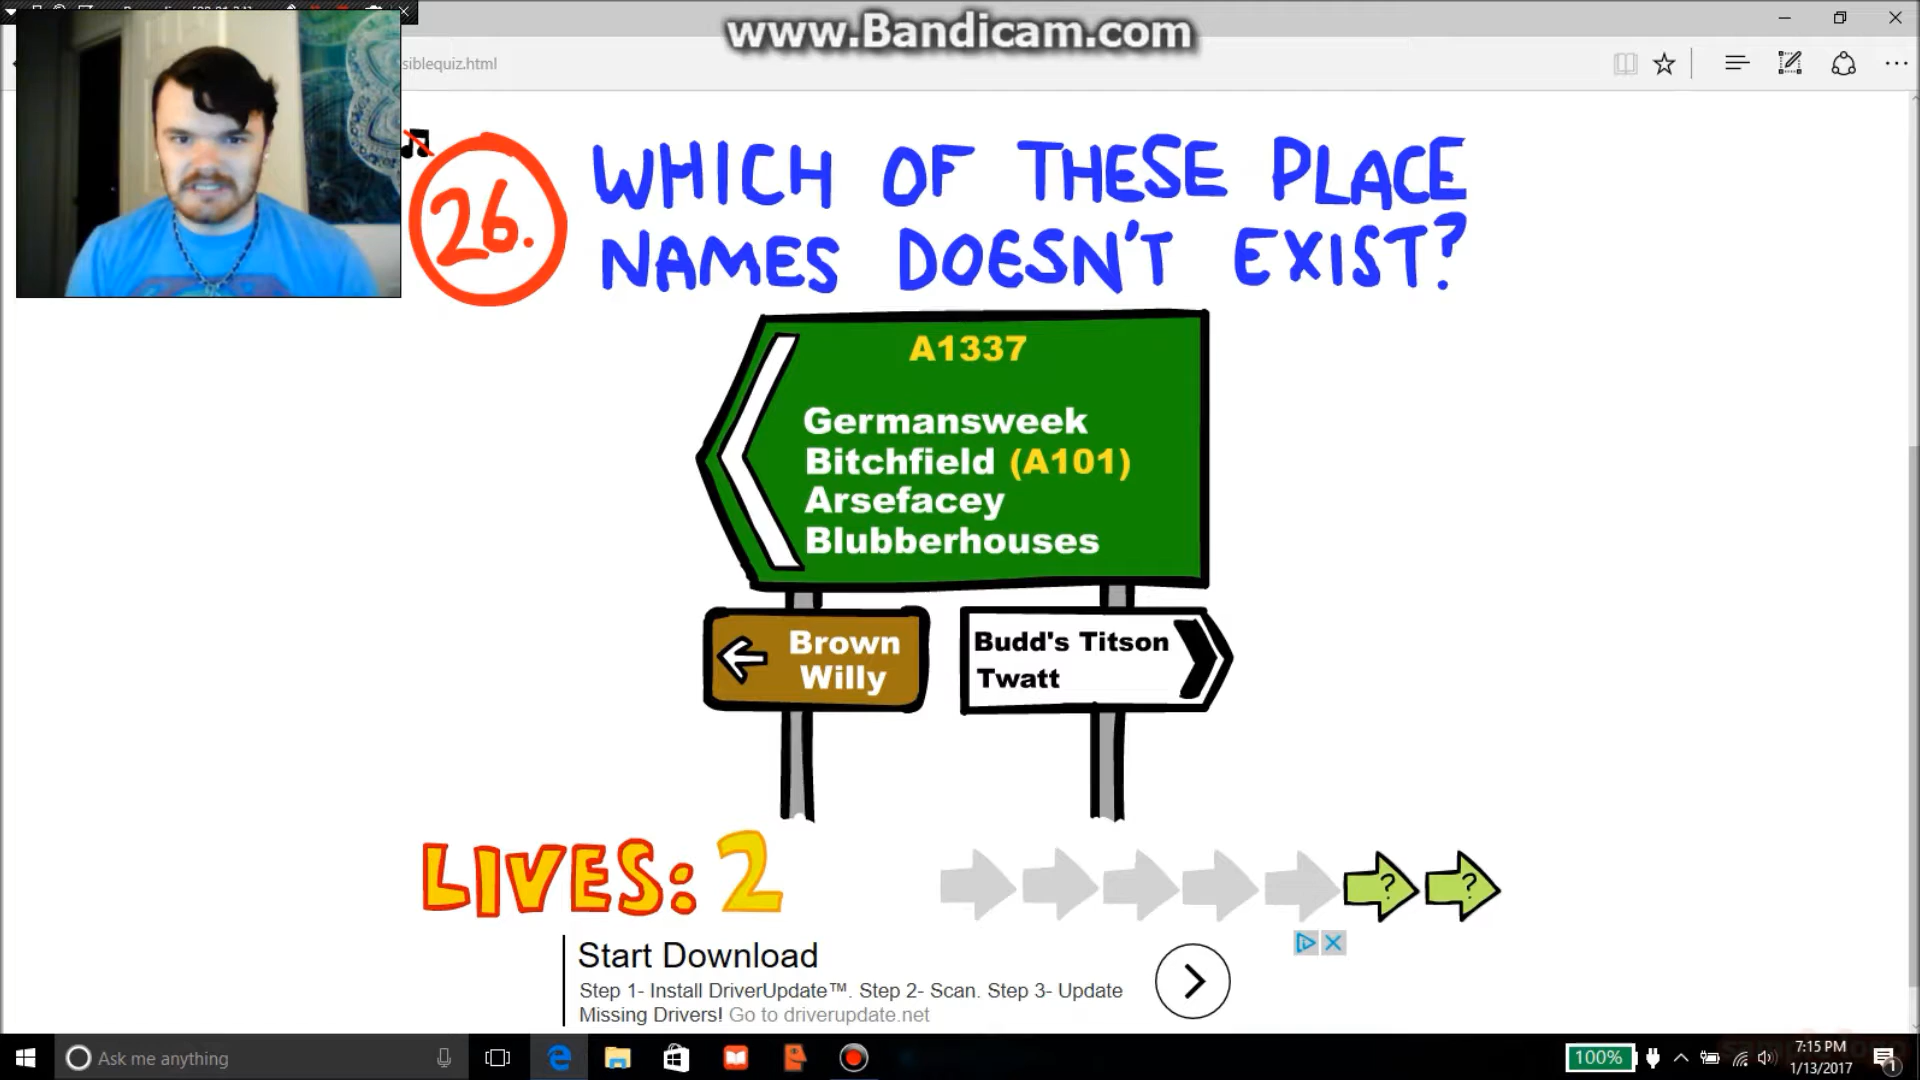 www.Bandicam.com
siblequiz.html
26.
WHICH OF THESE PLACE
NAMES DOESN'T EXIST?
A1337
Germansweek
Bitchfield (A101)
Arsefacey
Blubberhouses
Brown
Willy
Budd's Titson
Twatt
LIVES: 2
?
?
Start Download
Step 1- Install DriverUpdate™. Step 2- Scan. Step 3- Update
Missing Drivers! Go to driverupdate.net
Ask me anything
100%
7:15 PM
1/13/2017
1